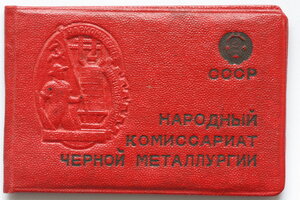 СССР
НАРОДНЫЙ
КОМИССАРИАТ
ЧЕРНОЙ МЕТАЛЛУРГИИ